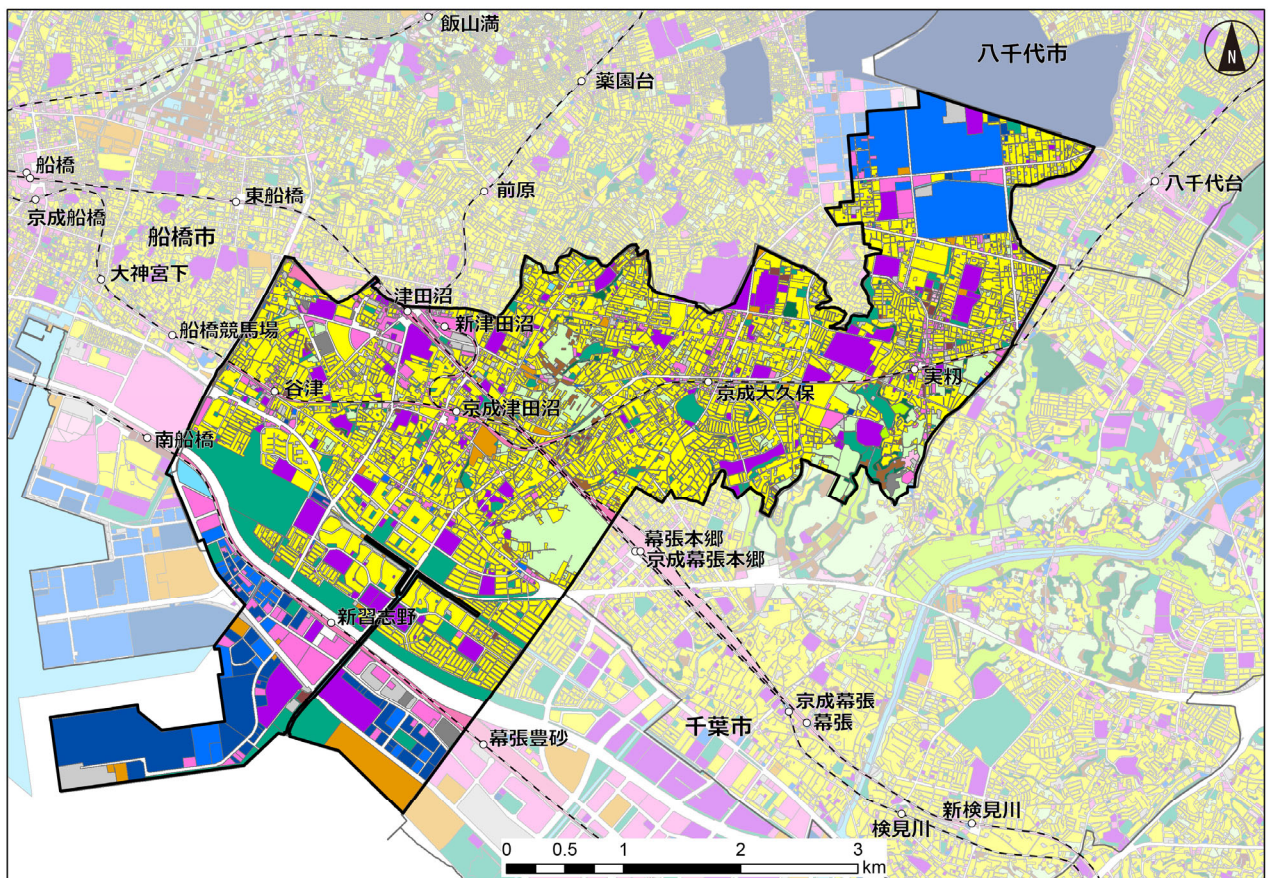 飯山満
八千代市
N
薬園台
船橋
八千代台
前原
東船橋
京成船橋
船橋市
大神宮下
津田沼
新津田沼
船橋競馬場
実籾
京成大久保
谷津
京成津田沼
南船橋
幕張本郷
京成幕張本郷
新習志野
京成幕張
幕張
千葉市
幕張豊砂
新検見川
検見川
0 0.5 1 2 3
km